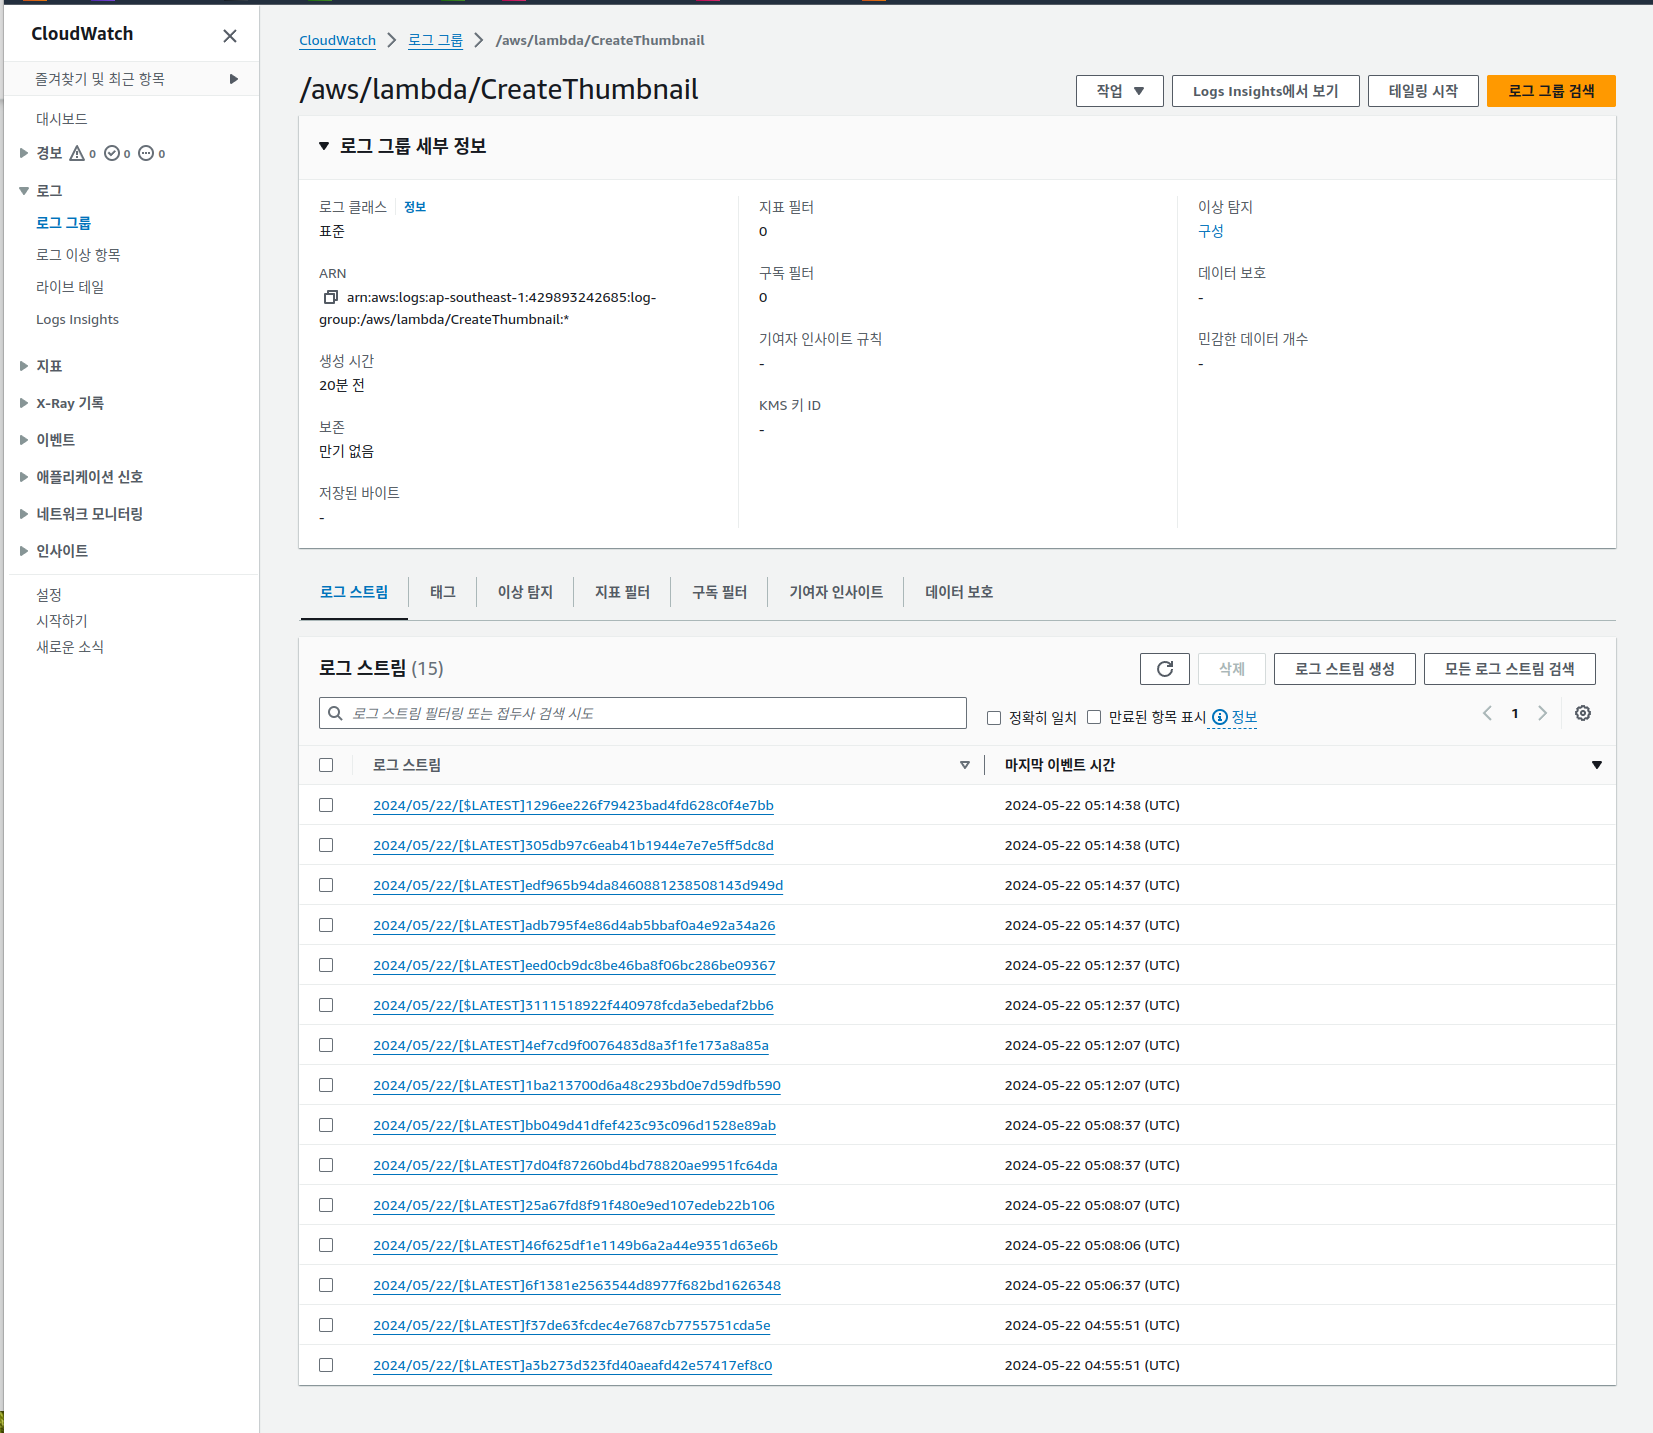 CloudWatch
즐겨찾기 및 최근 항목
대시보드
경보 0 0 0
로그
로그 그룹
로그 이상 항목
라이브 테일
Logs Insights
지표
X-Ray 기록
이벤트
애플리케이션 신호
네트워크 모니터링
인사이트
설정
시작하기
새로운 소식
CloudWatch 로그 그룹 /aws/lambda/CreateThumbnail
/aws/lambda/CreateThumbnail
작업 Logs Insights에서 보기 테일링 시작 로그 그룹 검색
로그 그룹 세부 정보
로그 클래스 정보
표준
ARN
arn:aws:logs:ap-southeast-1:429893242685:log-
group:/aws/lambda/CreateThumbnail:*
생성 시간
20분 전
보존
만기 없음
저장된 바이트
-
지표 필터
0
구독 필터
0
기여자 인사이트 규칙
-
KMS 키 ID
-
이상 탐지
구성
데이터 보호
-
민감한 데이터 개수
-
로그 스트림 태그 이상 탐지 지표 필터 구독 필터 기여자 인사이트 데이터 보호
로그 스트림 (15)
삭제 로그 스트림 생성 모든 로그 스트림 검색
로그 스트림 필터링 또는 접두사 검색 시도
정확히 일치 만료된 항목 표시 정보
1
로그 스트림 마지막 이벤트 시간
2024/05/22/[$LATEST]1296ee226f79423bad4fd628c0f4e7bb 2024-05-22 05:14:38 (UTC)
2024/05/22/[$LATEST]305db97c6eab41b1944e7e7e5ff5dc8d 2024-05-22 05:14:38 (UTC)
2024/05/22/[$LATEST]edf965b94da8460881238508143d949d 2024-05-22 05:14:37 (UTC)
2024/05/22/[$LATEST]adb795f4e86d4ab5bbaf0a4e92a34a26 2024-05-22 05:14:37 (UTC)
2024/05/22/[$LATEST]eed0cb9dc8be46ba8f06bc286be09367 2024-05-22 05:12:37 (UTC)
2024/05/22/[$LATEST]3111518922f440978fcda3ebedaf2bb6 2024-05-22 05:12:37 (UTC)
2024/05/22/[$LATEST]4ef7cd9f0076483d8a3f1fe173a8a85a 2024-05-22 05:12:07 (UTC)
2024/05/22/[$LATEST]1ba213700d6a48c293bd0e7d59dfb590 2024-05-22 05:12:07 (UTC)
2024/05/22/[$LATEST]bb049d41dfef423c93c096d1528e89ab 2024-05-22 05:08:37 (UTC)
2024/05/22/[$LATEST]7d04f87260bd4bd78820ae9951fc64da 2024-05-22 05:08:37 (UTC)
2024/05/22/[$LATEST]25a67fd8f91f480e9ed107edeb22b106 2024-05-22 05:08:07 (UTC)
2024/05/22/[$LATEST]46f625df1e1149b6a2a44e9351d63e6b 2024-05-22 05:08:06 (UTC)
2024/05/22/[$LATEST]6f1381e2563544d8977f682bd1626348 2024-05-22 05:06:37 (UTC)
2024/05/22/[$LATEST]f37de63fcdec4e7687cb7755751cda5e 2024-05-22 04:55:51 (UTC)
2024/05/22/[$LATEST]a3b273d323fd40aeafd42e57417ef8c0 2024-05-22 04:55:51 (UTC)